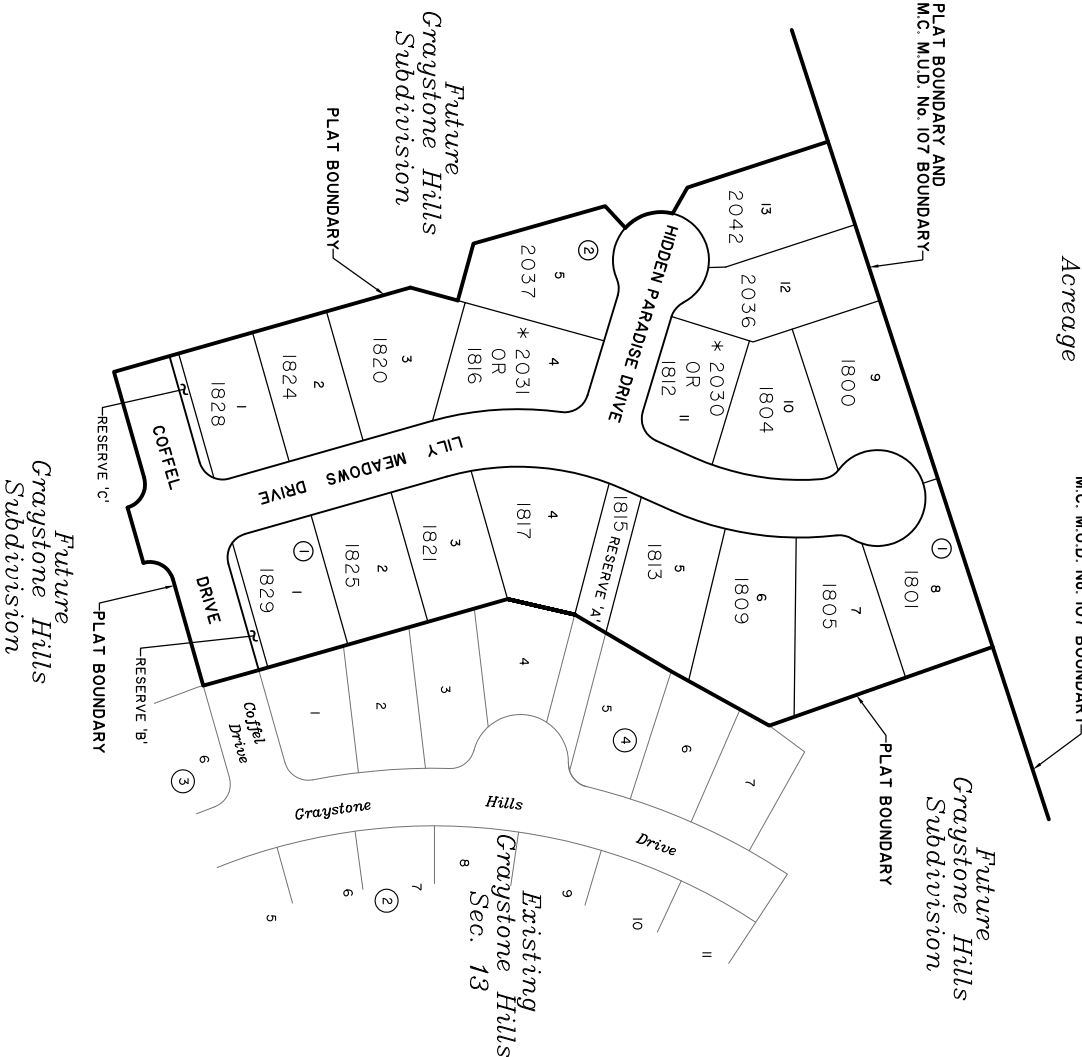 Acreage
PLAT BOUNDARY AND
M.C. M.U.D. No. 107 BOUNDARY
M.C. M.U.D. No. 107 BOUNDARY
Future
Graystone Hills
Subdivision
PLAT BOUNDARY
13
2042
12
2036
9
1800
10
1804
* 2030
OR
1812
11
HIDDEN PARADISE DRIVE
2
5
2037
4
* 2031
OR
1816
3
1820
2
1824
1
1828
RESERVE 'C'
COFFEL
DRIVE
LILY MEADOWS DRIVE
1
8
1801
7
1805
6
1809
5
1813
1815 RESERVE 'A'
4
1817
3
1821
2
1825
1
1
1829
RESERVE 'B'
PLAT BOUNDARY
Future
Graystone Hills
Subdivision
PLAT BOUNDARY
Future
Graystone Hills
Subdivision
Coffel
Drive
6
3
1
2
3
4
5
4
6
7
Graystone Hills Drive
5
6
2
7
8
9
10
11
Existing
Graystone Hills
Sec. 13